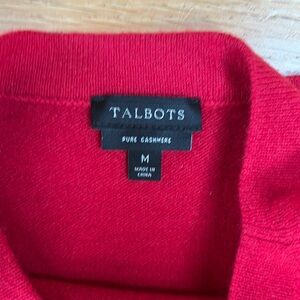 TALBOTS
PURE CASHMERE
M
MADE IN
CHINA